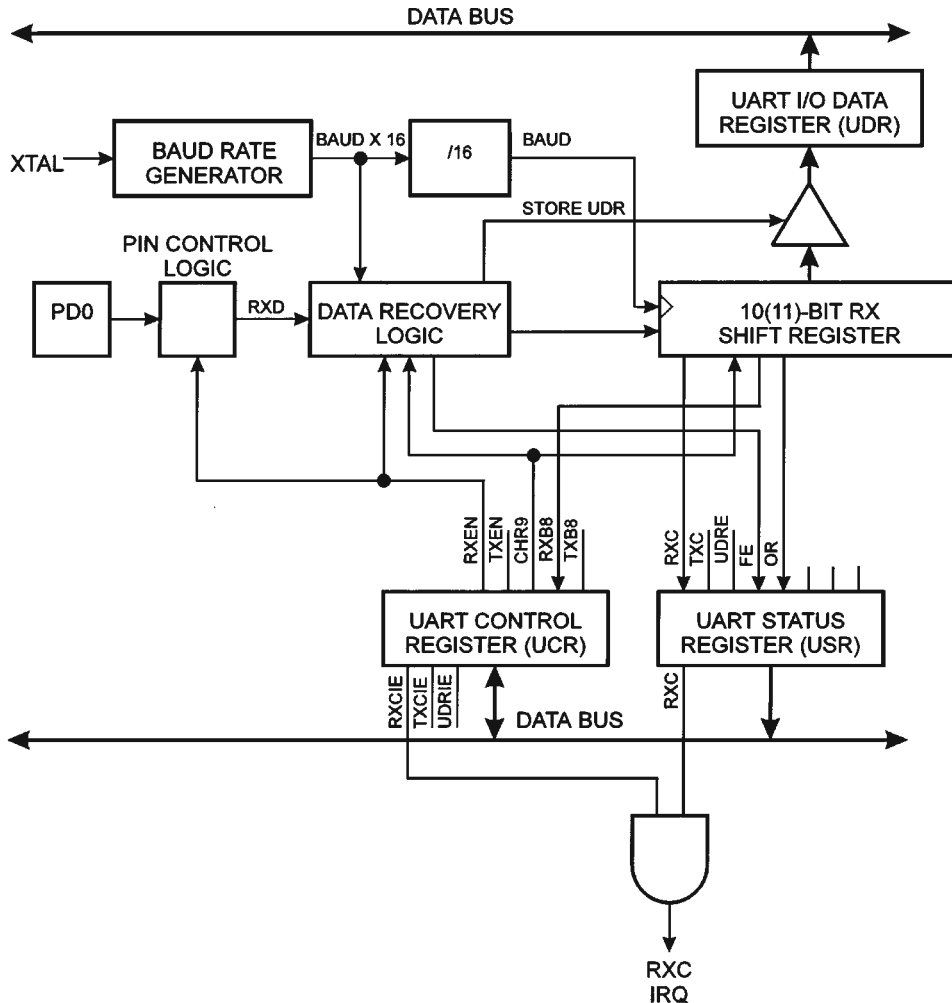 DATA BUS
UART I/O DATA
REGISTER (UDR)
XTAL
BAUD RATE
GENERATOR
BAUD X 16
/16
BAUD
STORE UDR
PIN CONTROL
LOGIC
PD0
RXD
DATA RECOVERY
LOGIC
10(11)-BIT RX
SHIFT REGISTER
RXEN
TXEN
CHR9
RXB8
TXB8
RXC
TXC
UDRE
FE
OR
UART CONTROL
REGISTER (UCR)
UART STATUS
REGISTER (USR)
RXCIE
TXCIE
UDRIE
RXC
DATA BUS
RXC
IRQ